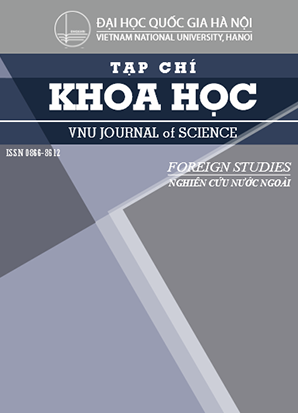 ĐẠI HỌC QUỐC GIA HÀ NỘI
VIETNAM NATIONAL UNIVERSITY, HANOI
TẠP CHÍ
KHOA HỌC
VNU JOURNAL of SCIENCE
ISSN 0866-8612
FOREIGN STUDIES
NGHIÊN CỨU NƯỚC NGOÀI